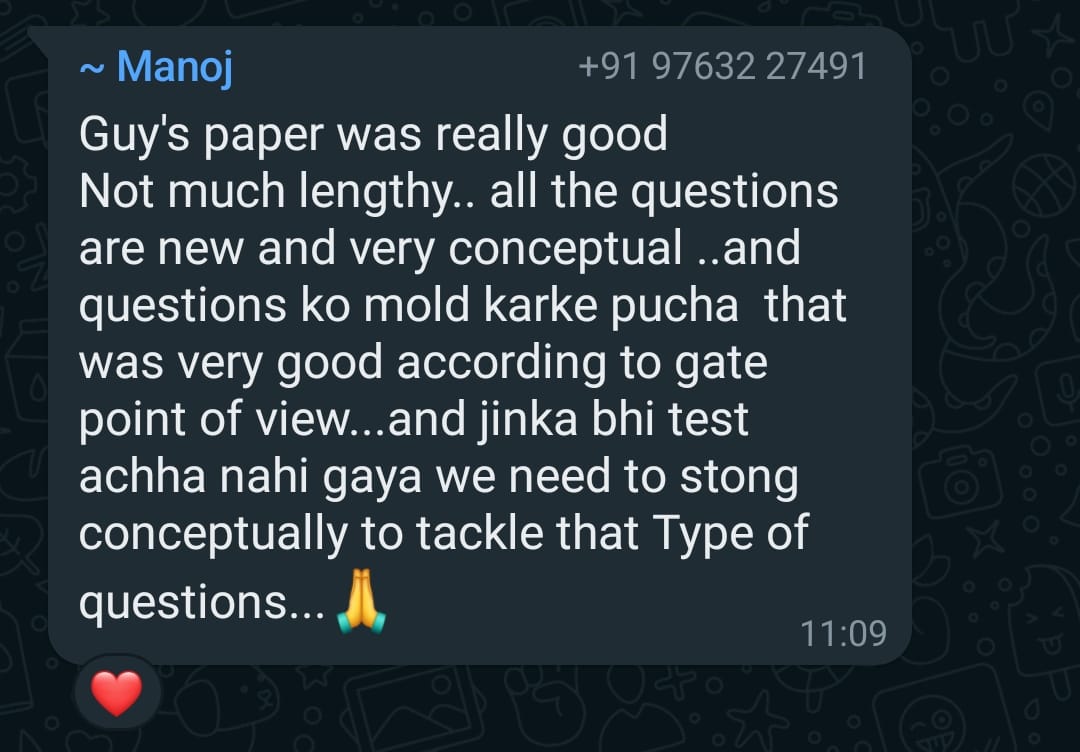 ~ Manoj +91 97632 27491
Guy's paper was really good
Not much lengthy.. all the questions
are new and very conceptual ..and
questions ko mold karke pucha  that
was very good according to gate
point of view...and jinka bhi test
achha nahi gaya we need to stong
conceptually to tackle that Type of
questions...🙏
11:09
❤️